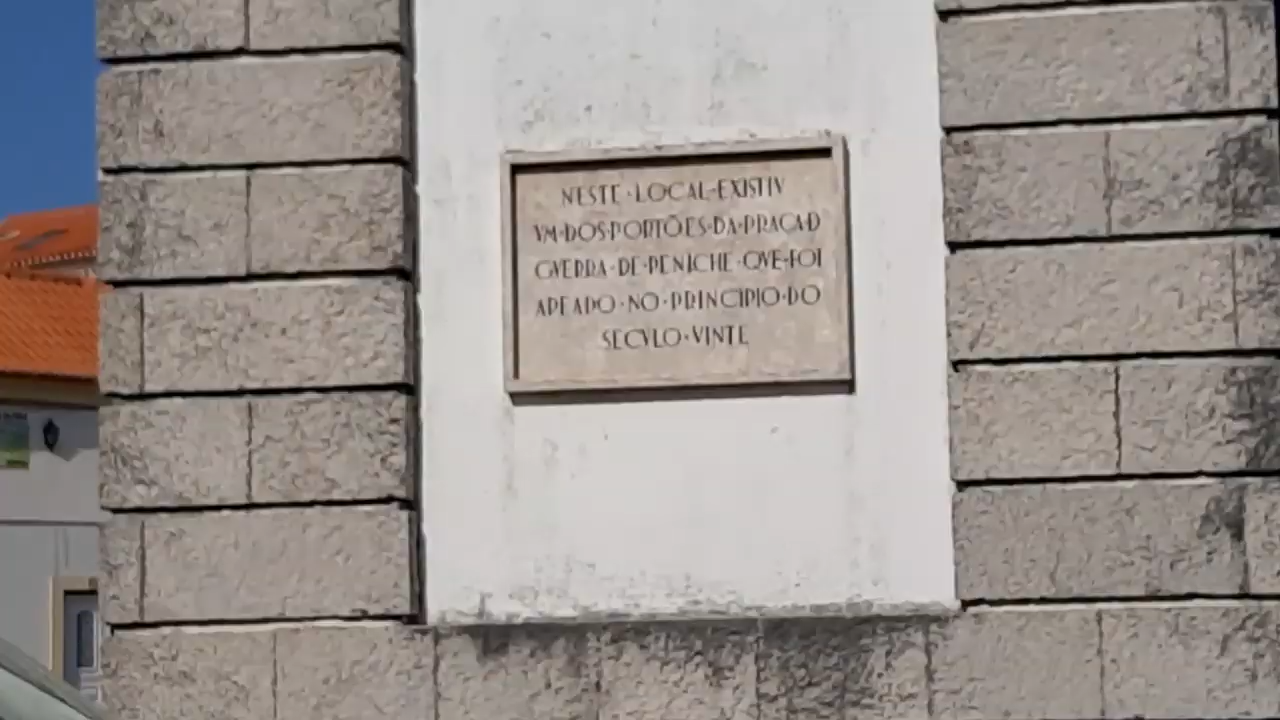 NESTE·LOCAL·EXISTIV
VM·DOS·PORTÕES·DA·PRAÇA·D
GVERRA·DE·PENICHE·QVE·FOI
APEADO·NO·PRINCIPIO·DO
SECVLO·VINTE